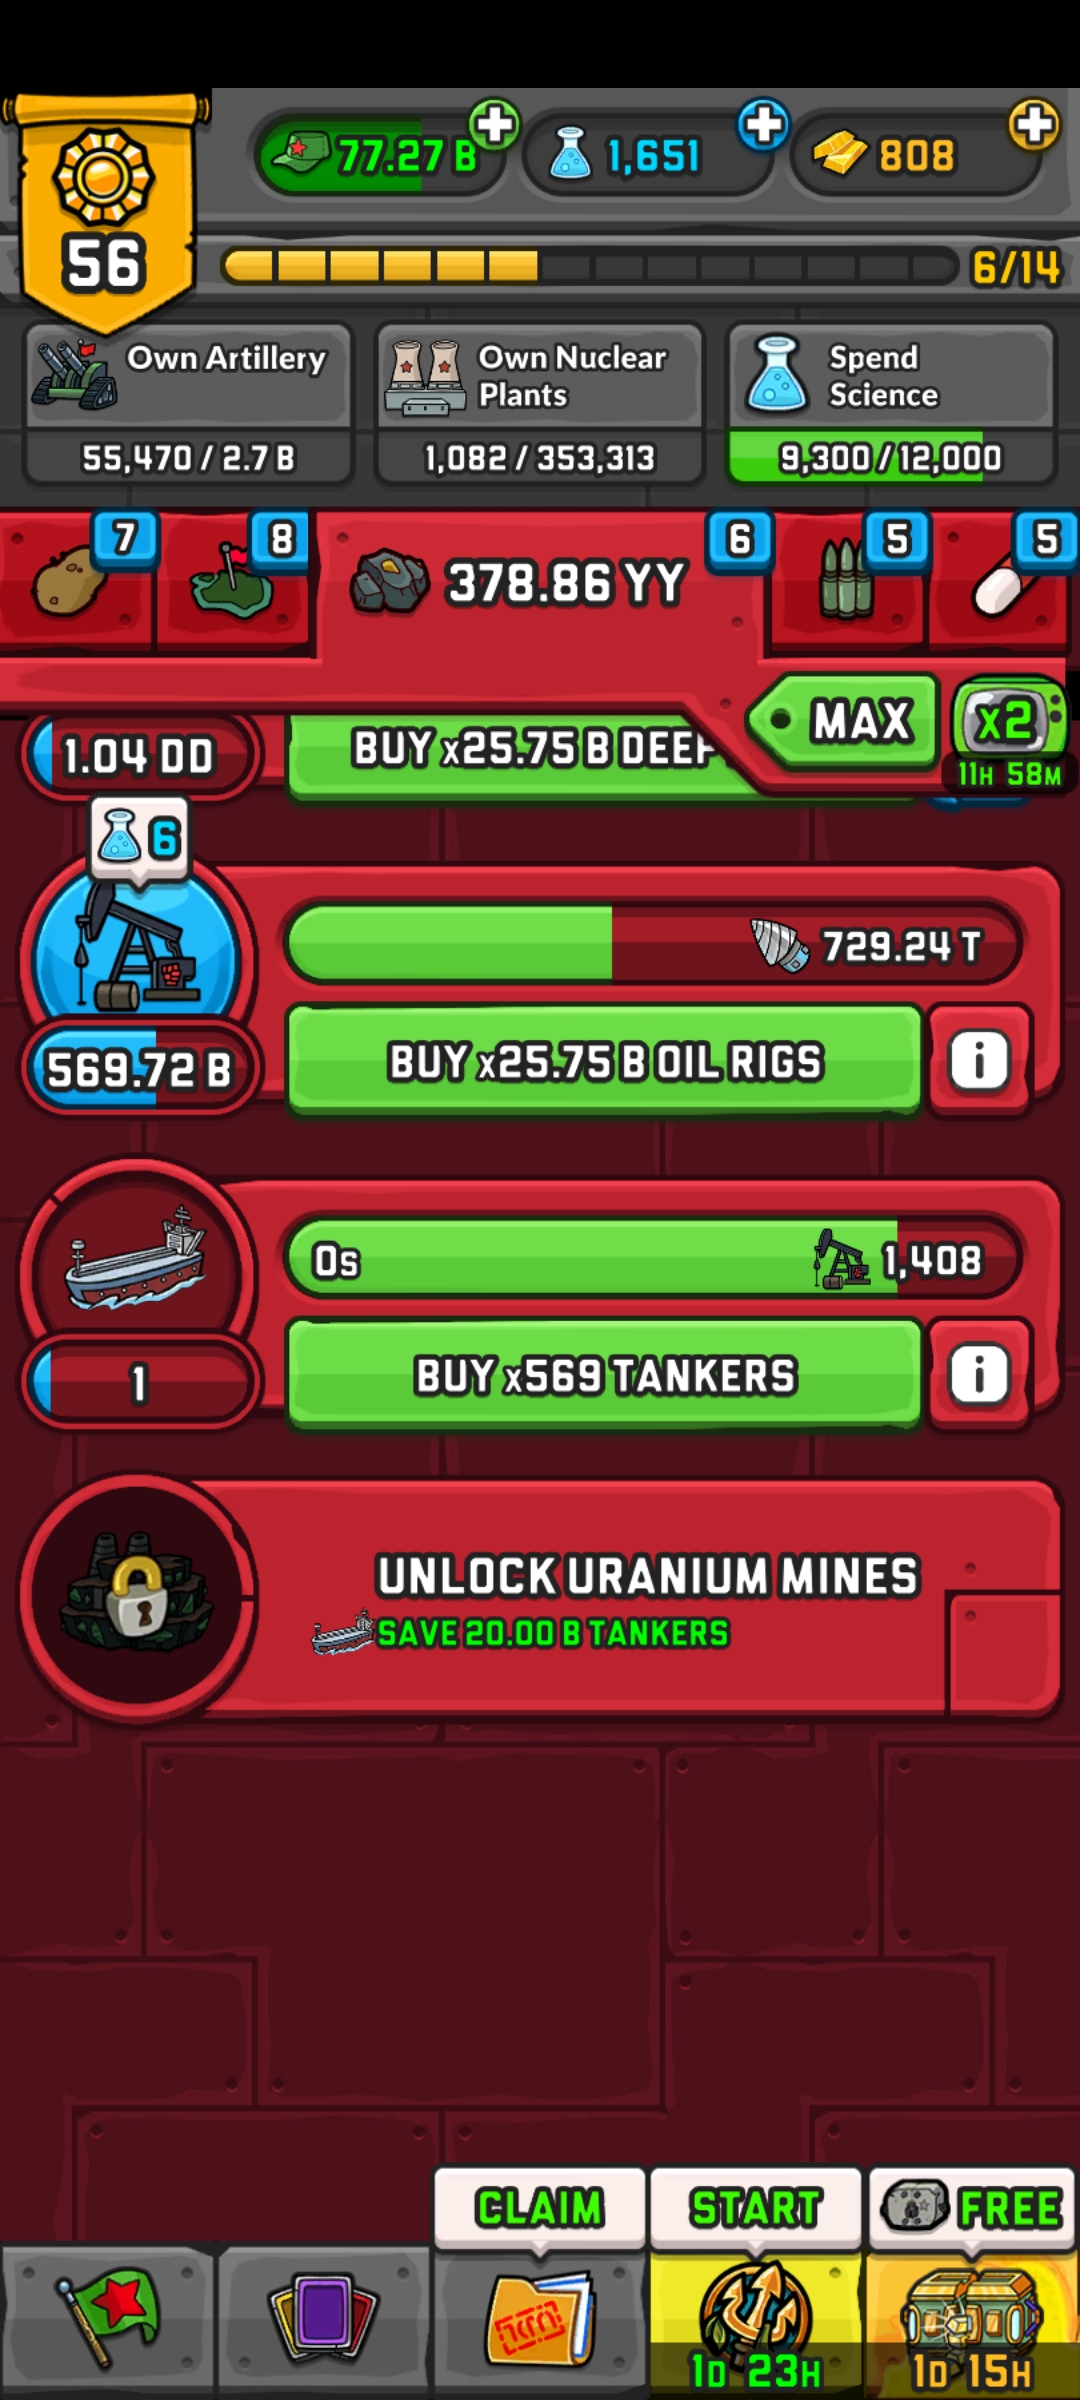 77.27 B
1,651
808
56
6/14
Own Artillery
55,470 / 2.7 B
Own Nuclear
Plants
1,082 / 353,313
Spend
Science
9,300 / 12,000
7
8
378.86 YY
6
5
5
MAX
x2
11H 58M
1.04 DD
BUY x25.75 B DEEP
6
729.24 T
569.72 B
BUY x25.75 B OIL RIGS
i
0s
1,408
1
BUY x569 TANKERS
i
UNLOCK URANIUM MINES
SAVE 20.00 B TANKERS
CLAIM
START
FREE
1D 23H
1D 15H